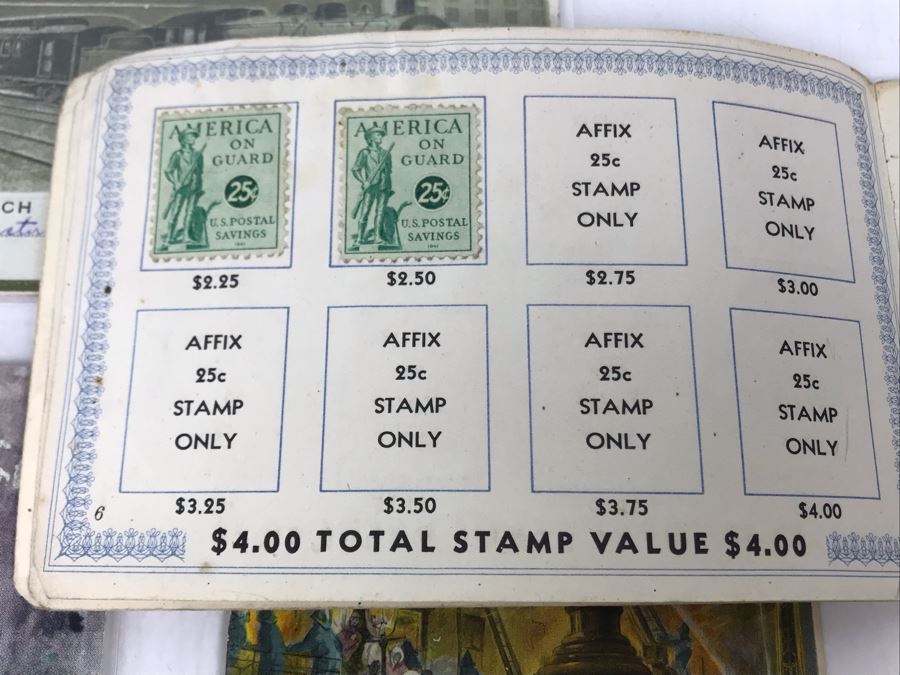 CH
AMERICA
ON
GUARD
25¢
U.S. POSTAL
SAVINGS
1941
$2.25
AMERICA
ON
GUARD
25¢
U.S. POSTAL
SAVINGS
1941
$2.50
AFFIX
25c
STAMP
ONLY
$2.75
AFFIX
25c
STAMP
ONLY
$3.00
AFFIX
25c
STAMP
ONLY
$3.25
AFFIX
25c
STAMP
ONLY
$3.50
AFFIX
25c
STAMP
ONLY
$3.75
AFFIX
25c
STAMP
ONLY
$4.00
6
$4.00 TOTAL STAMP VALUE $4.00